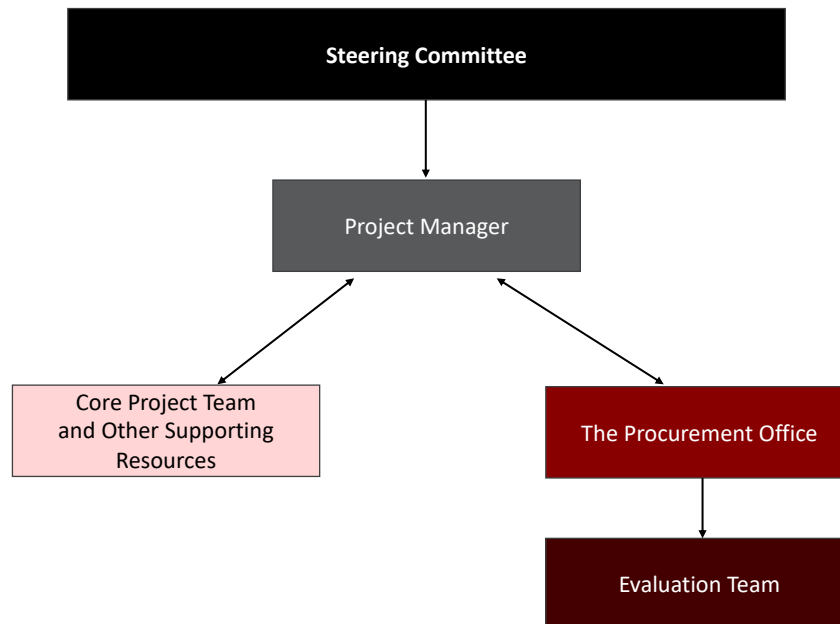 Steering Committee
Project Manager
Core Project Team
and Other Supporting
Resources
The Procurement Office
Evaluation Team